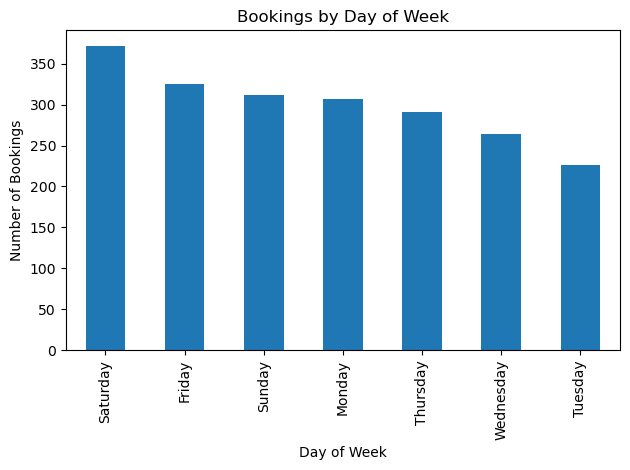 Bookings by Day of Week
Number of Bookings
350
300
250
200
150
100
50
0
Saturday
Friday
Sunday
Monday
Thursday
Wednesday
Tuesday
Day of Week